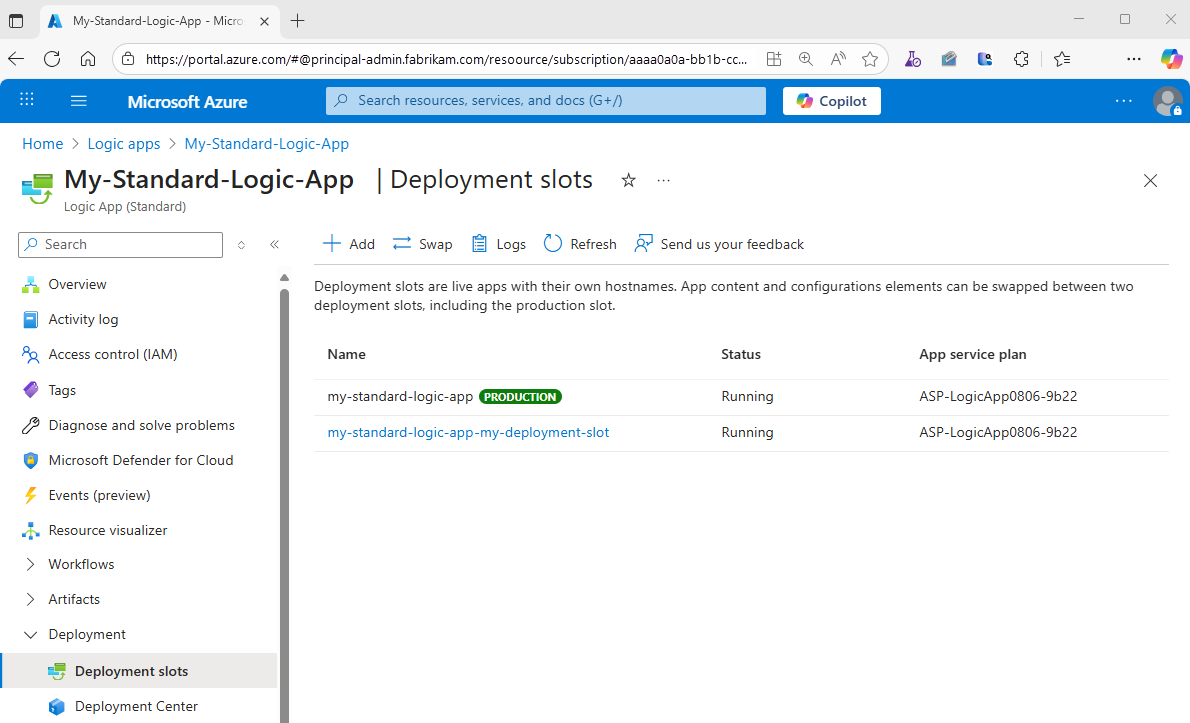 My-Standard-Logic-App - Micro
https://portal.azure.com/#@principal-admin.fabrikam.com/resoource/subscription/aaaa0a0a-bb1b-cc...
Microsoft Azure
Search resources, services, and docs (G+/)
Copilot
Home > Logic apps > My-Standard-Logic-App
My-Standard-Logic-App | Deployment slots
Logic App (Standard)
Search
Add Swap Logs Refresh Send us your feedback
Overview
Activity log
Access control (IAM)
Tags
Diagnose and solve problems
Microsoft Defender for Cloud
Events (preview)
Resource visualizer
Workflows
Artifacts
Deployment
Deployment slots
Deployment Center
Deployment slots are live apps with their own hostnames. App content and configurations elements can be swapped between two
deployment slots, including the production slot.
Name Status App service plan
my-standard-logic-app PRODUCTION Running ASP-LogicApp0806-9b22
my-standard-logic-app-my-deployment-slot Running ASP-LogicApp0806-9b22